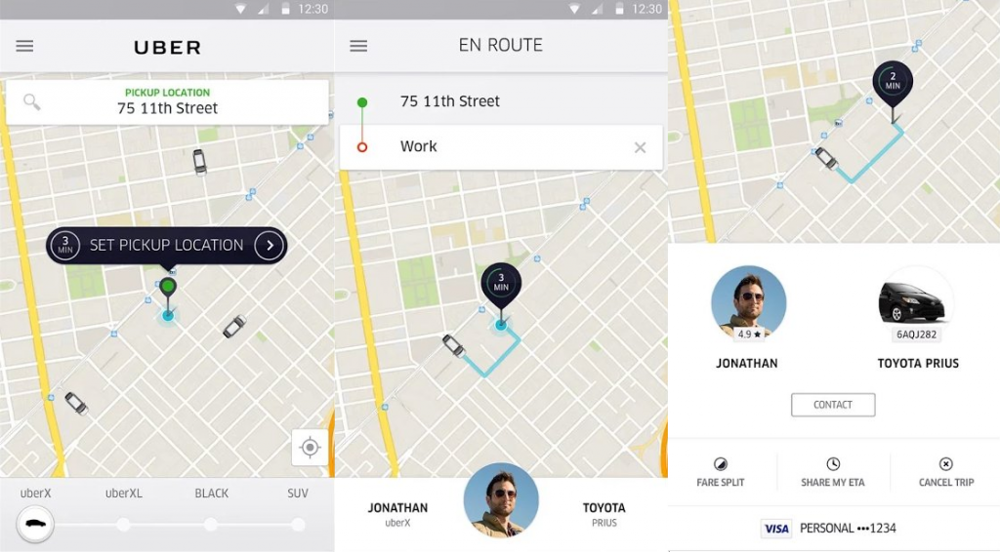 12:30
UBER
PICKUP LOCATION
75 11th Street
3
MIN
SET PICKUP LOCATION
uberX
uberXL
BLACK
SUV
12:30
EN ROUTE
75 11th Street
Work
3
MIN
JONATHAN
uberX
TOYOTA
PRIUS
2
MIN
4.9 ★
6AQJ282
JONATHAN
TOYOTA PRIUS
CONTACT
FARE SPLIT
SHARE MY ETA
CANCEL TRIP
VISA PERSONAL •••1234